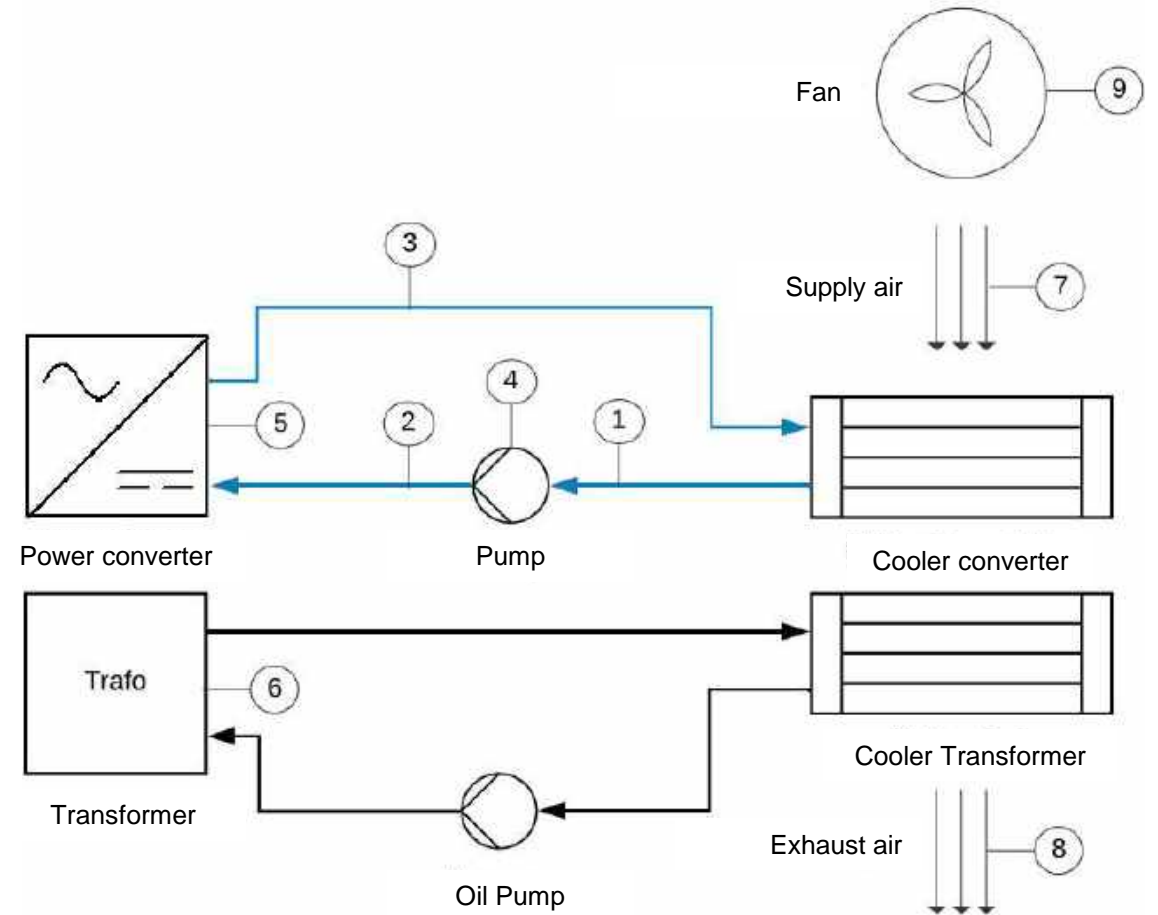 Fan
9
3
Supply air
7
4
5
2
1
Power converter
Pump
Cooler converter
Trafo
6
Cooler Transformer
Transformer
Exhaust air
8
Oil Pump